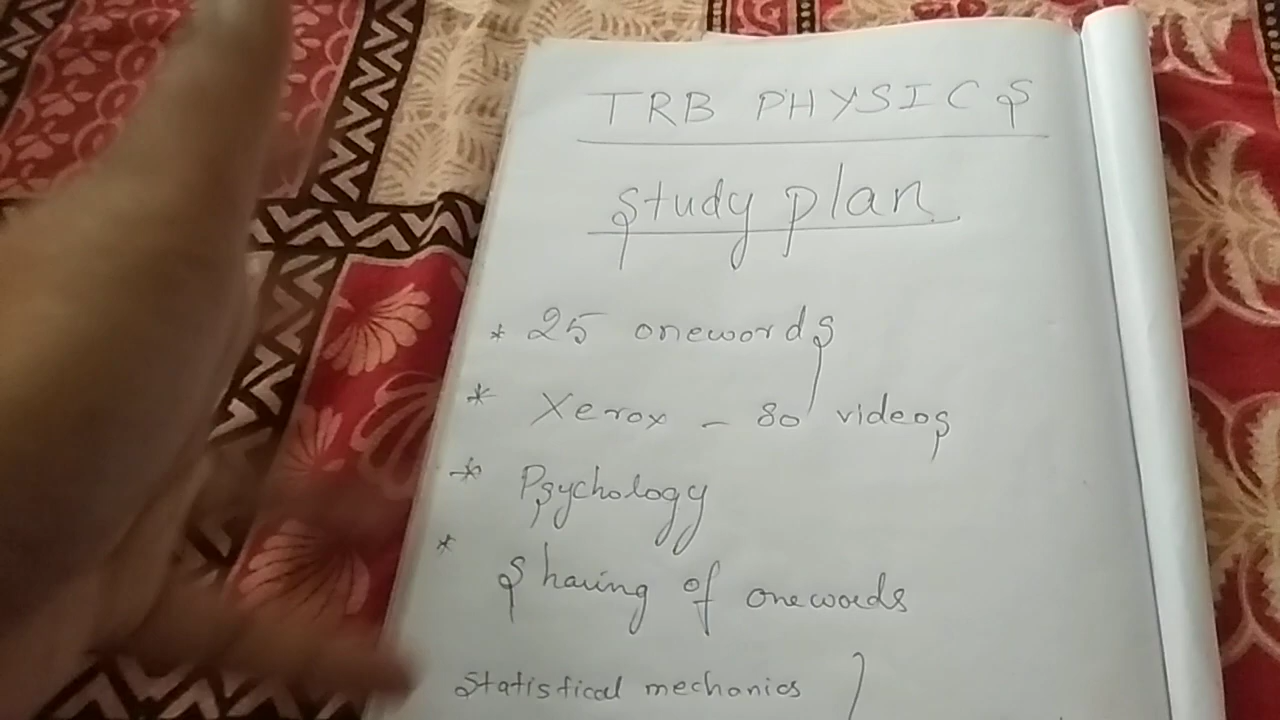 TRB PHYSICS
Study plan
* 25 onewords
* Xerox - 80 videos
* Psychology
* Sharing of onewords
Statistical mechanics